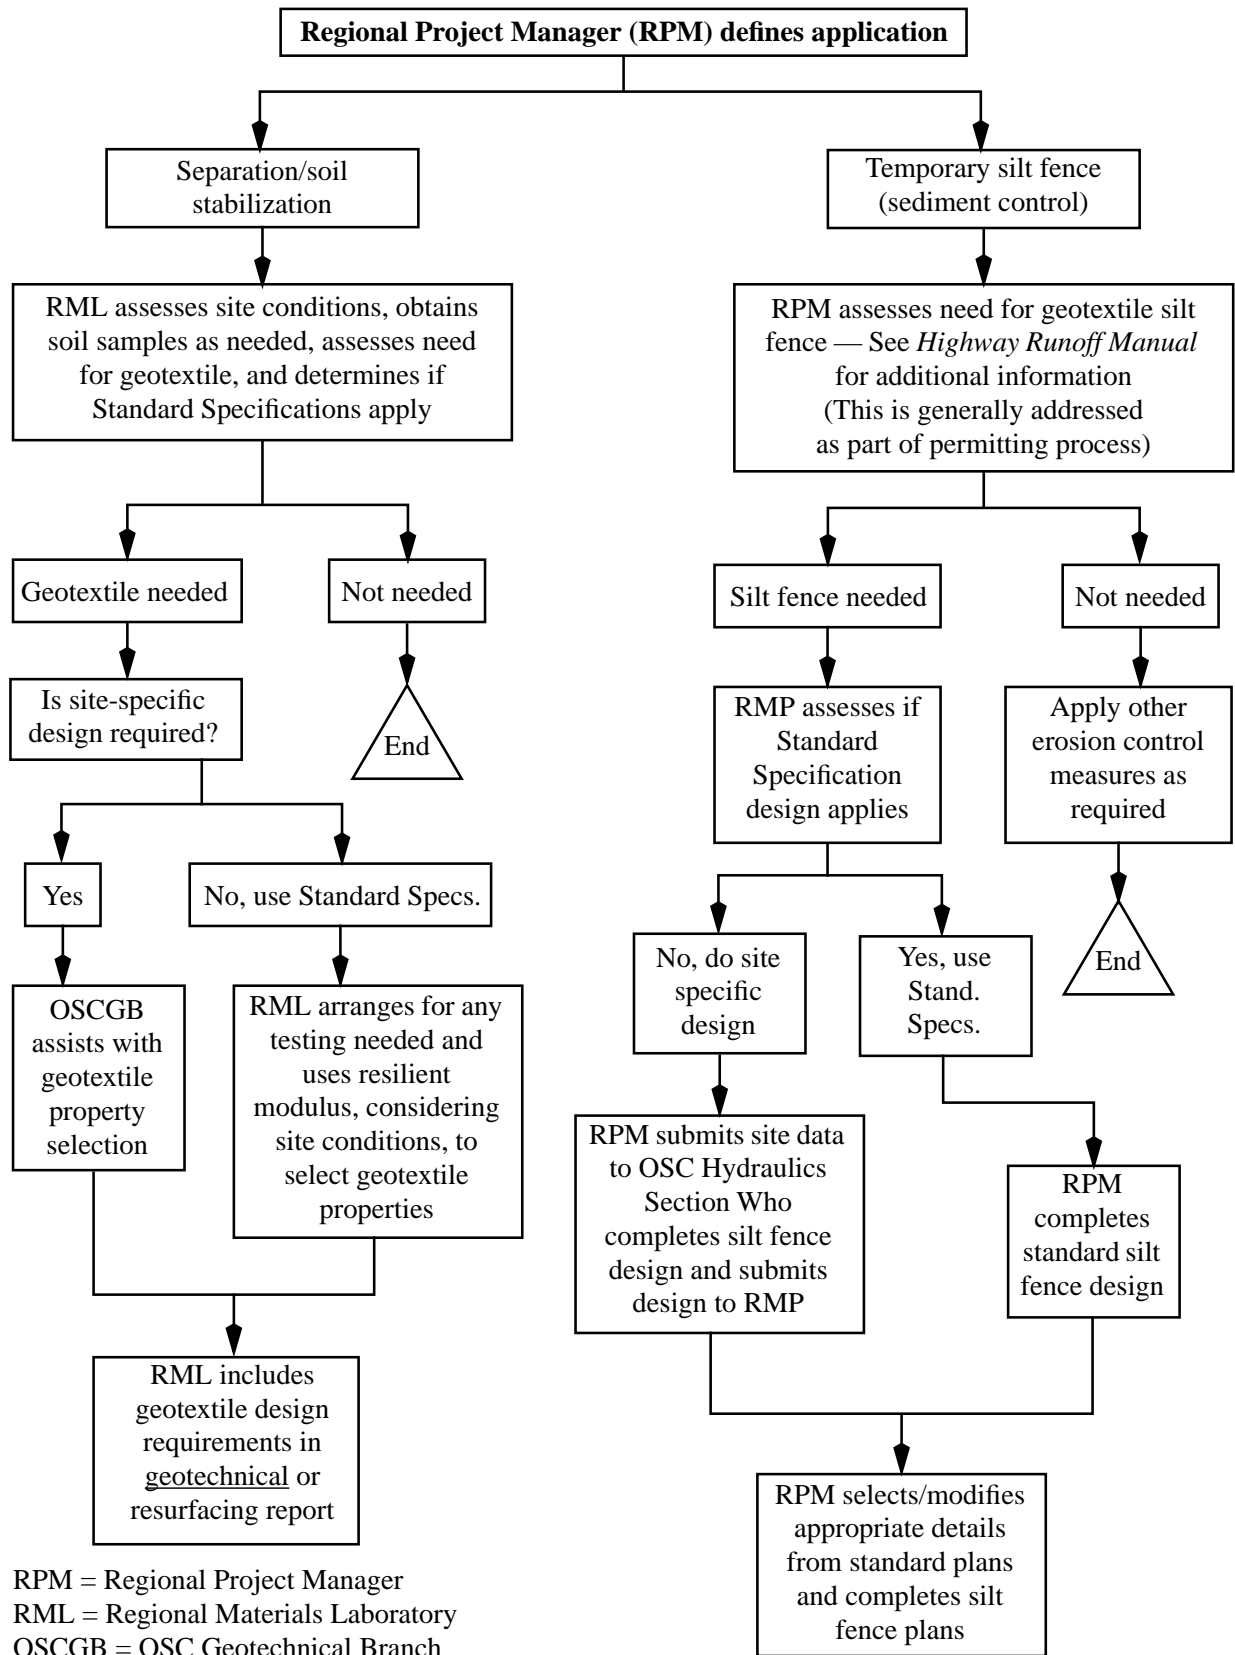 Regional Project Manager (RPM) defines application
Separation/soil
stabilization
RML assesses site conditions, obtains
soil samples as needed, assesses need
for geotextile, and determines if
Standard Specifications apply
Geotextile needed
Not needed
End
Is site-specific
design required?
Yes
No, use Standard Specs.
OSCGB
assists with
geotextile
property
selection
RML arranges for any
testing needed and
uses resilient
modulus, considering
site conditions, to
select geotextile
properties
RML includes
geotextile design
requirements in
geotechnical or
resurfacing report
Temporary silt fence
(sediment control)
RPM assesses need for geotextile silt
fence — See Highway Runoff Manual
for additional information
(This is generally addressed
as part of permitting process)
Silt fence needed
Not needed
RMP assesses if
Standard
Specification
design applies
Apply other
erosion control
measures as
required
End
No, do site
specific
design
Yes, use
Stand.
Specs.
RPM submits site data
to OSC Hydraulics
Section Who
completes silt fence
design and submits
design to RMP
RPM
completes
standard silt
fence design
RPM selects/modifies
appropriate details
from standard plans
and completes silt
fence plans
RPM = Regional Project Manager
RML = Regional Materials Laboratory
OSCGB = OSC Geotechnical Branch